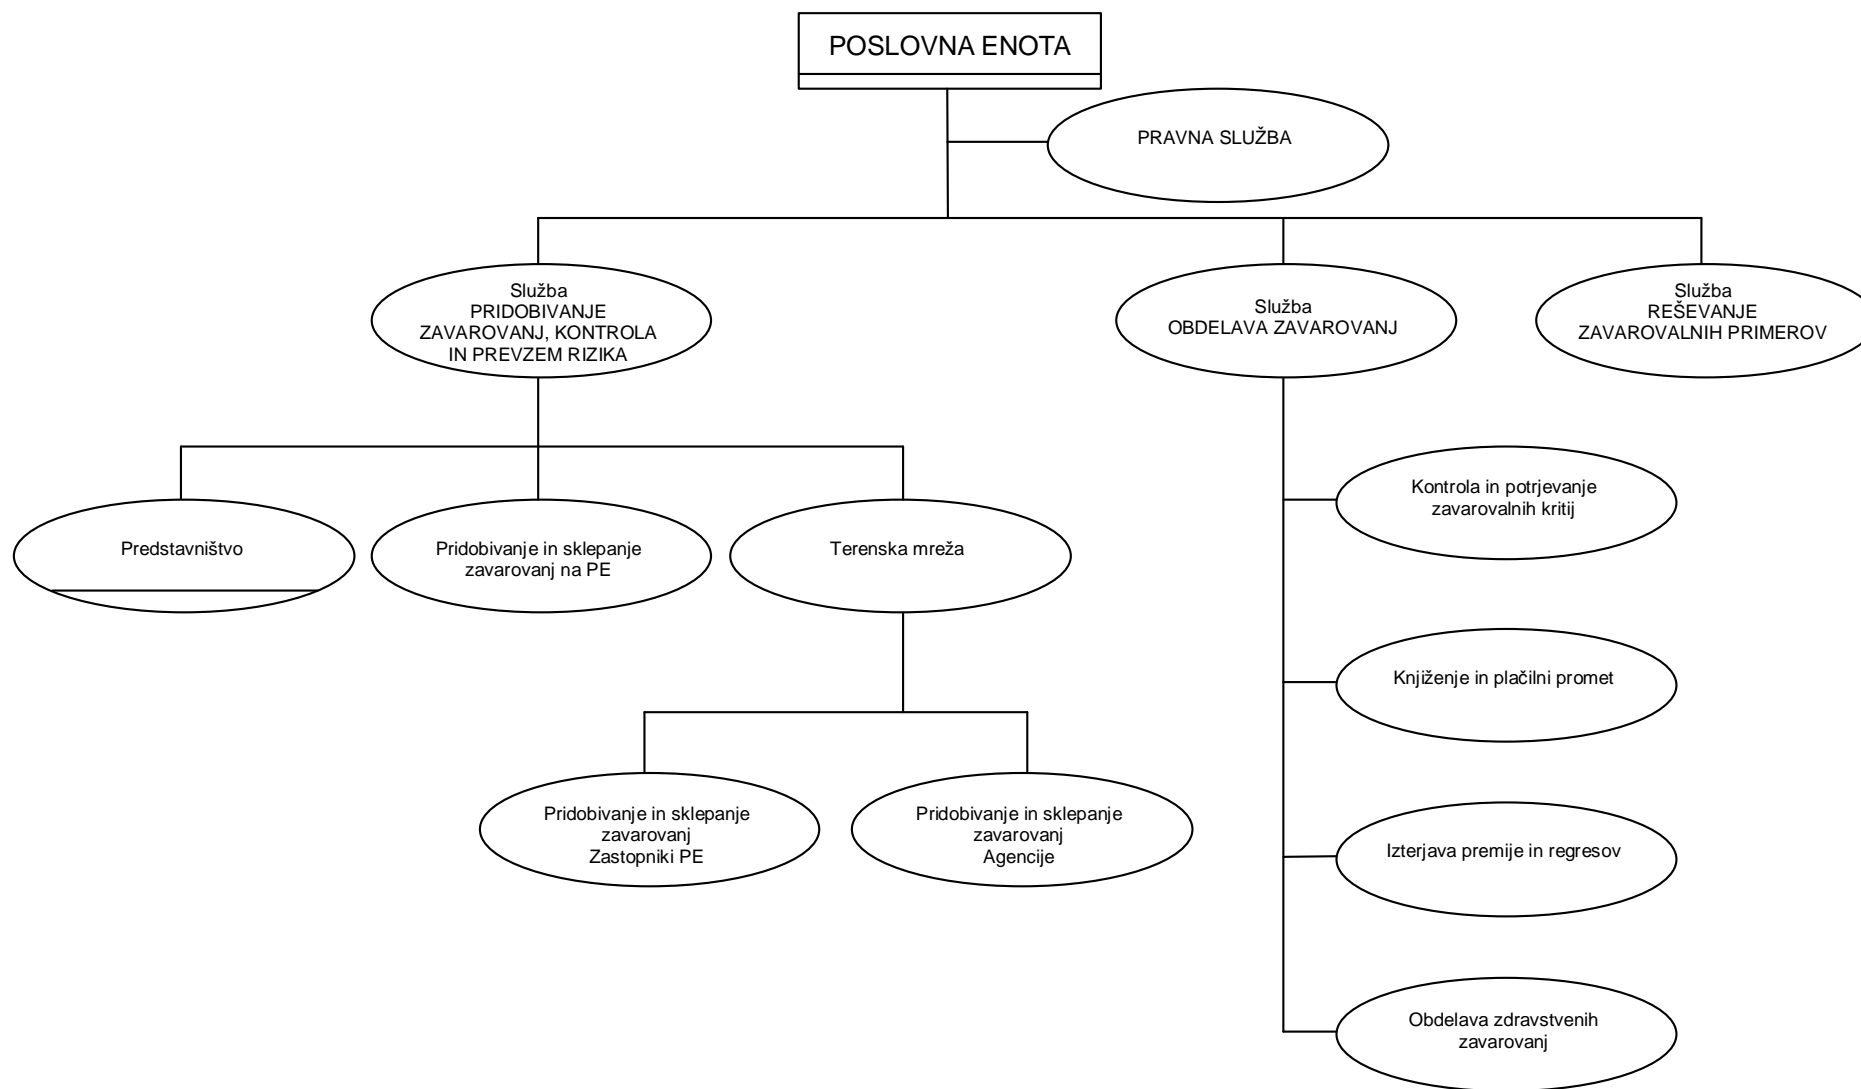 POSLOVNA ENOTA
PRAVNA SLUŽBA
Služba
PRIDOBIVANJE
ZAVAROVANJ, KONTROLA
IN PREVZEM RIZIKA
Služba
OBDELAVA ZAVAROVANJ
Služba
REŠEVANJE
ZAVAROVALNIH PRIMEROV
Predstavništvo
Pridobivanje in sklepanje
zavarovanj na PE
Terenska mreža
Pridobivanje in sklepanje
zavarovanj
Zastopniki PE
Pridobivanje in sklepanje
zavarovanj
Agencije
Kontrola in potrjevanje
zavarovalnih kritij
Knjiženje in plačilni promet
Izterjava premije in regresov
Obdelava zdravstvenih
zavarovanj